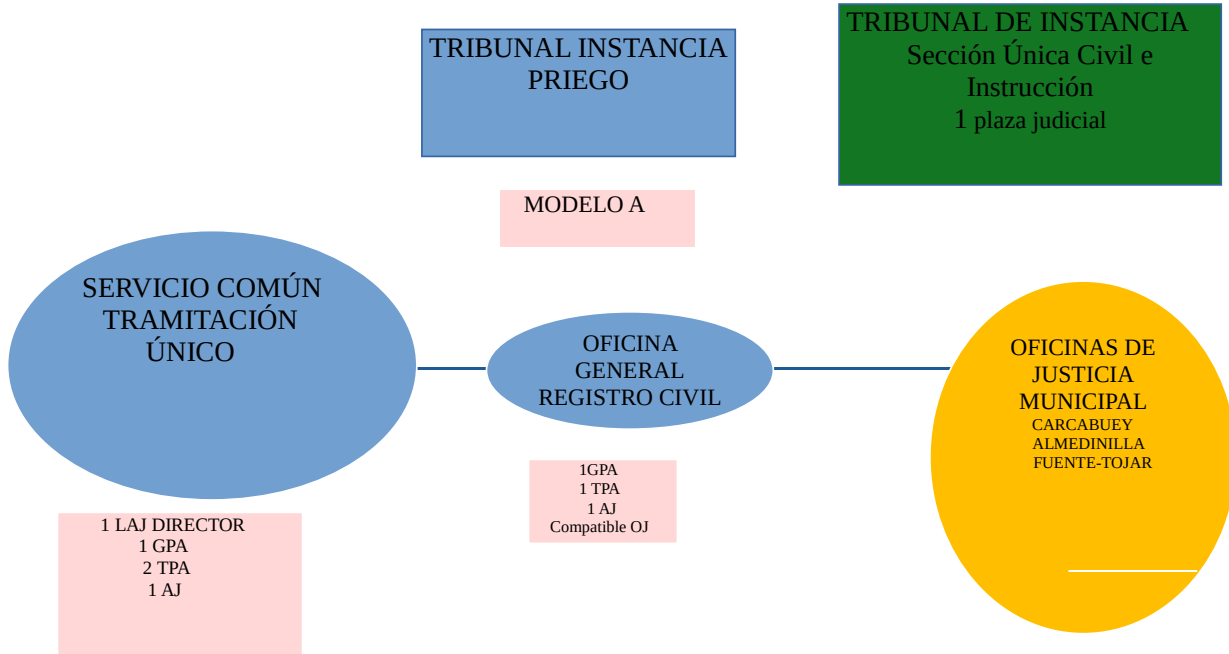 TRIBUNAL INSTANCIA
PRIEGO
TRIBUNAL DE INSTANCIA
Sección Única Civil e
Instrucción
1 plaza judicial
MODELO A
SERVICIO COMÚN
TRAMITACIÓN
ÚNICO
OFICINA
GENERAL
REGISTRO CIVIL
OFICINAS DE
JUSTICIA
MUNICIPAL
CARCABUEY
ALMEDINILLA
FUENTE-TOJAR
1 LAJ DIRECTOR
1 GPA
2 TPA
1 AJ
1GPA
1 TPA
1 AJ
Compatible OJ